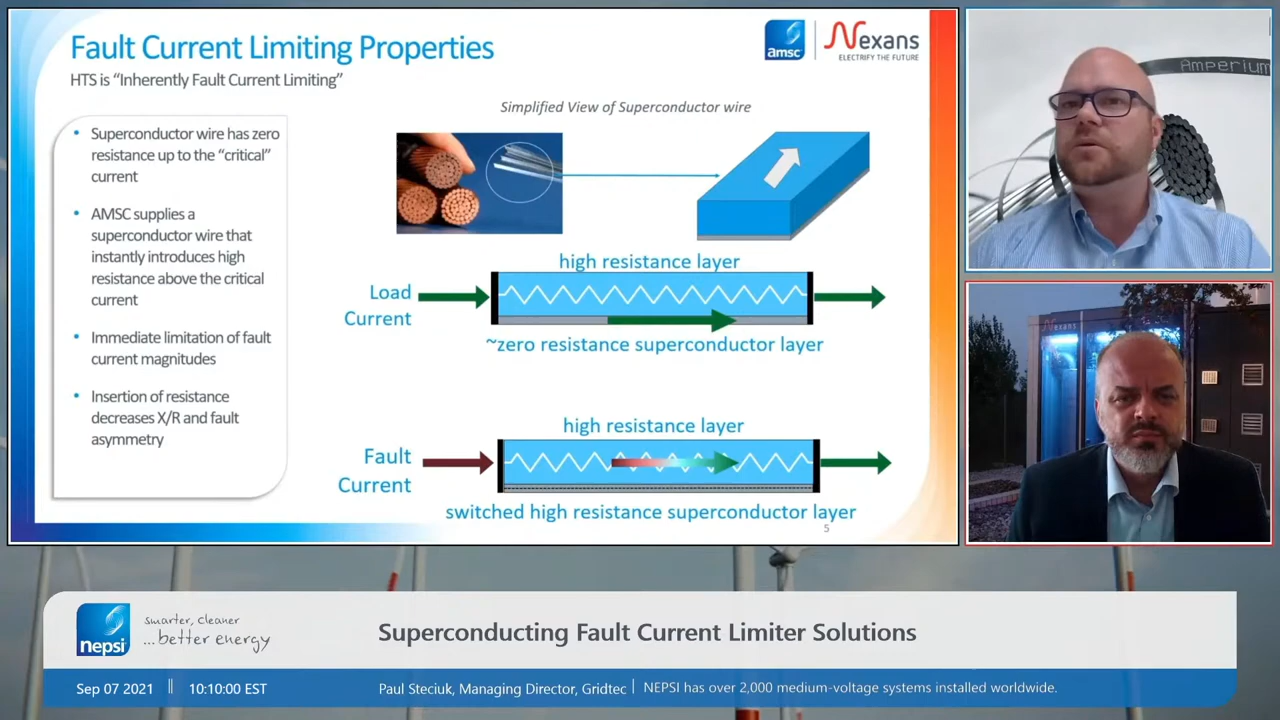 Fault Current Limiting Properties
HTS is “Inherently Fault Current Limiting”
amsc
Nexans
ELECTRIFY THE FUTURE
• Superconductor wire has zero
resistance up to the “critical”
current
• AMSC supplies a
superconductor wire that
instantly introduces high
resistance above the critical
current
• Immediate limitation of fault
current magnitudes
• Insertion of resistance
decreases X/R and fault
asymmetry
Simplified View of Superconductor wire
high resistance layer
Load
Current
~zero resistance superconductor layer
high resistance layer
Fault
Current
switched high resistance superconductor layer
5
Amperium
Nexans
nepsi
smarter, cleaner
...better energy
Superconducting Fault Current Limiter Solutions
Sep 07 2021 || 10:10:00 EST
Paul Steciuk, Managing Director, Gridtec | NEPSI has over 2,000 medium-voltage systems installed worldwide.